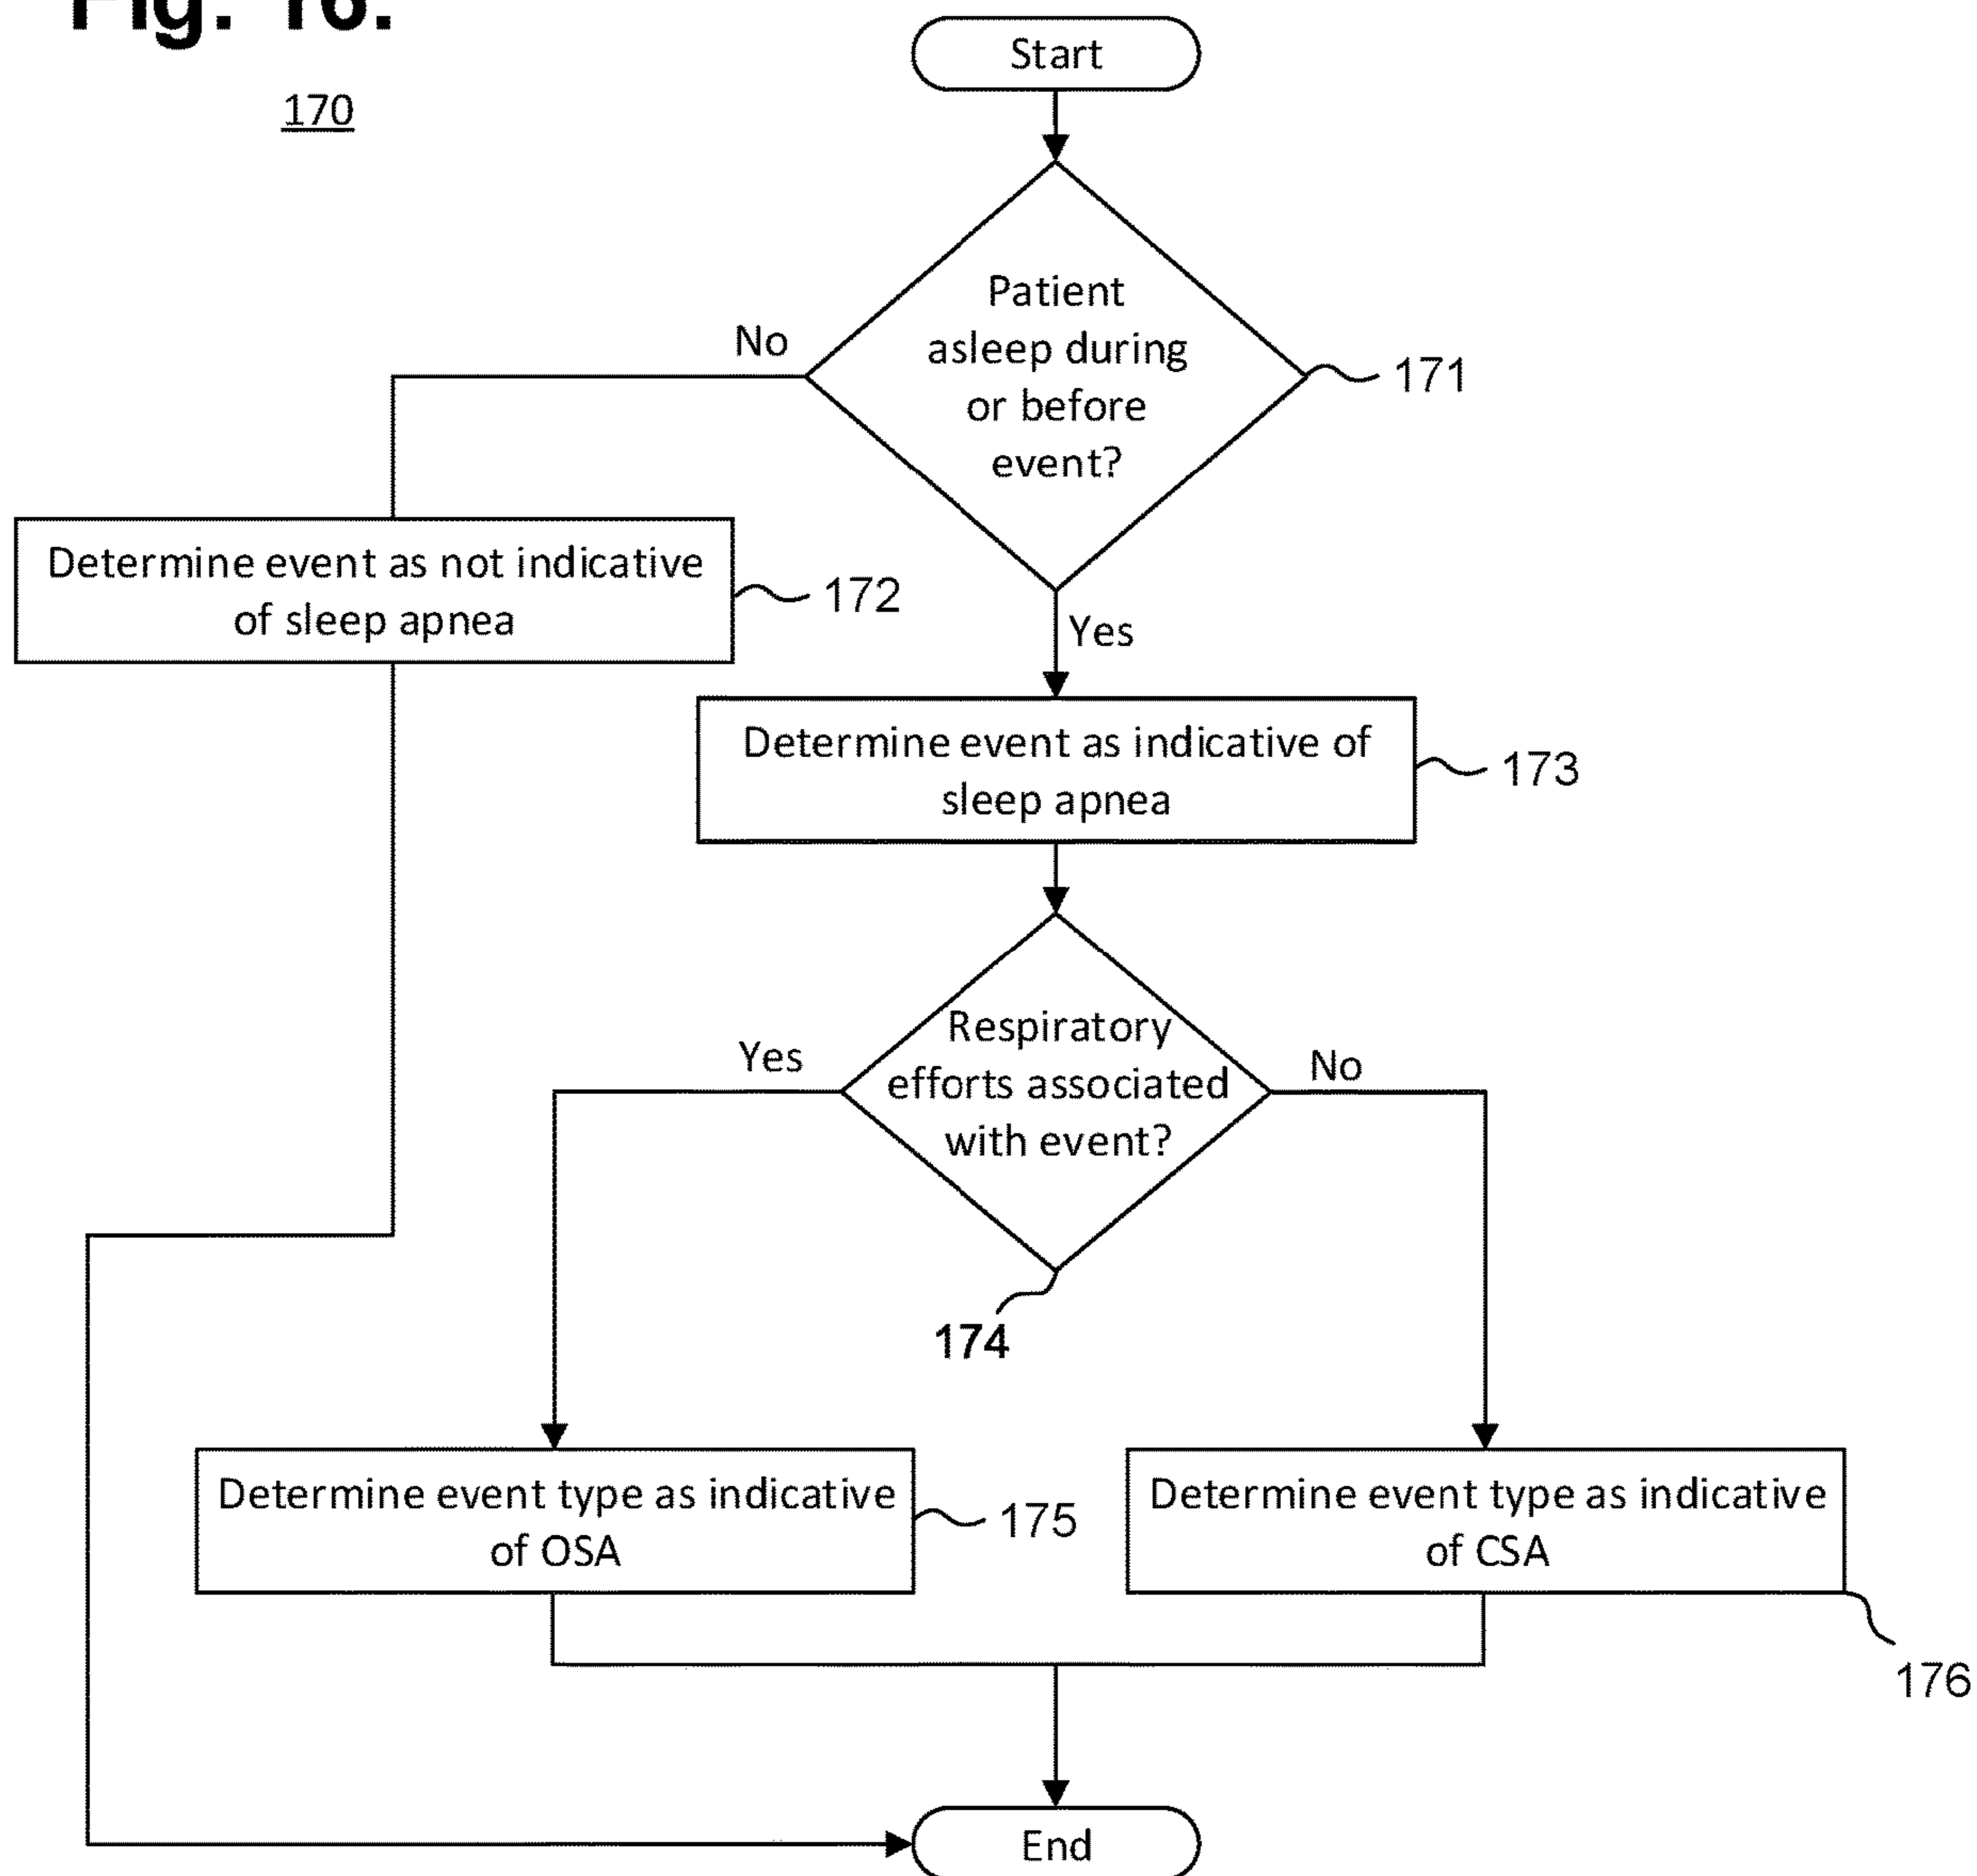 Fig. 16.
170
Start
Patient
asleep during
or before
event?
No
171
Determine event as not indicative
of sleep apnea
172
Yes
Determine event as indicative of
sleep apnea
173
Respiratory
efforts associated
with event?
Yes
No
174
Determine event type as indicative
of OSA
175
Determine event type as indicative
of CSA
176
End